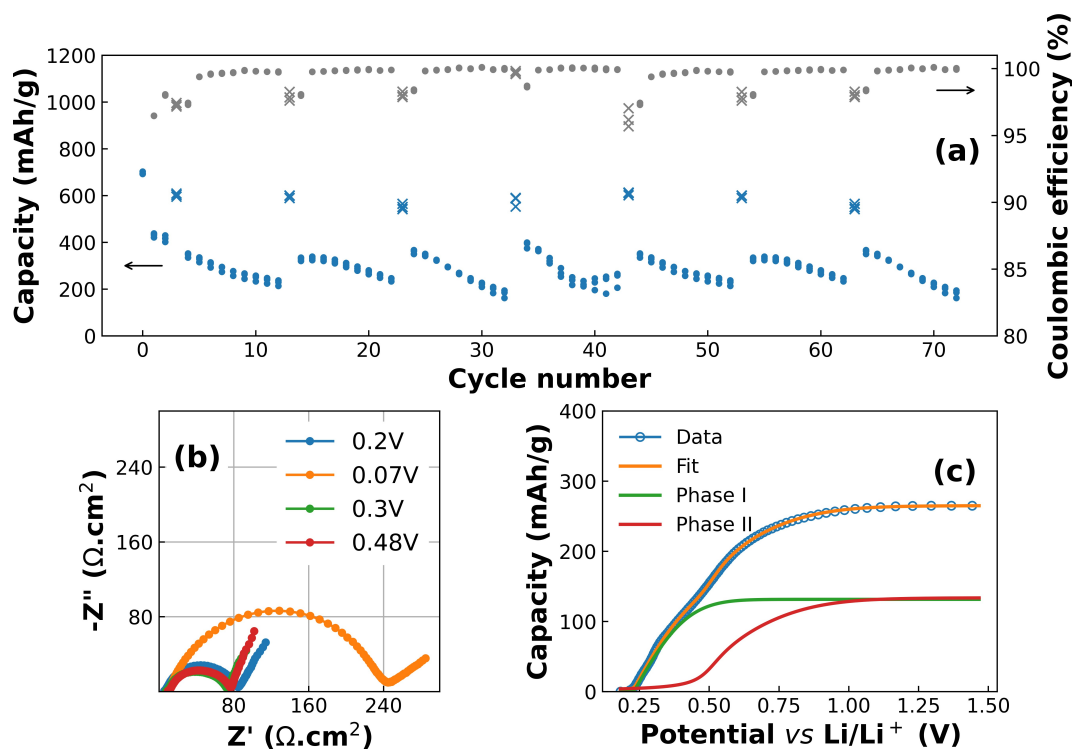 1200
1000
800
600
400
200
0
Capacity (mAh/g)
100
95
90
85
80
Coulombic efficiency (%)
(a)
0 10 20 30 40 50 60 70
Cycle number
(b)
0.2V
0.07V
0.3V
0.48V
240
160
80
-Z" (Ω.cm²)
80 160 240
Z' (Ω.cm²)
(c)
Data
Fit
Phase I
Phase II
400
300
200
100
0
Capacity (mAh/g)
0.25 0.50 0.75 1.00 1.25 1.50
Potential vs Li/Li⁺ (V)